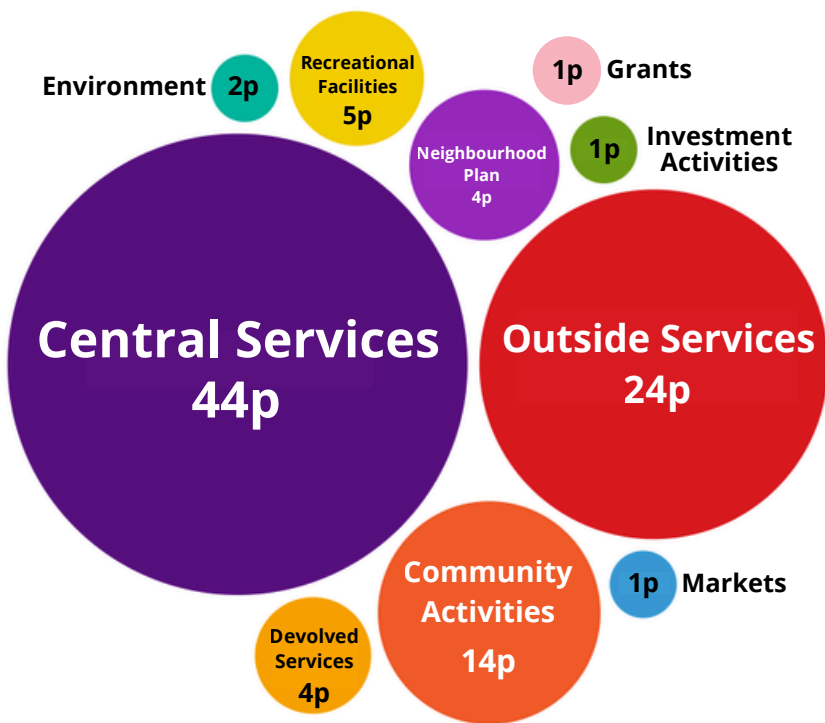 Environment
2p
Recreational
Facilities
5p
1p
Grants
Neighbourhood
Plan
4p
1p
Investment
Activities
Central Services
44p
Outside Services
24p
Community
Activities
14p
1p
Markets
Devolved
Services
4p